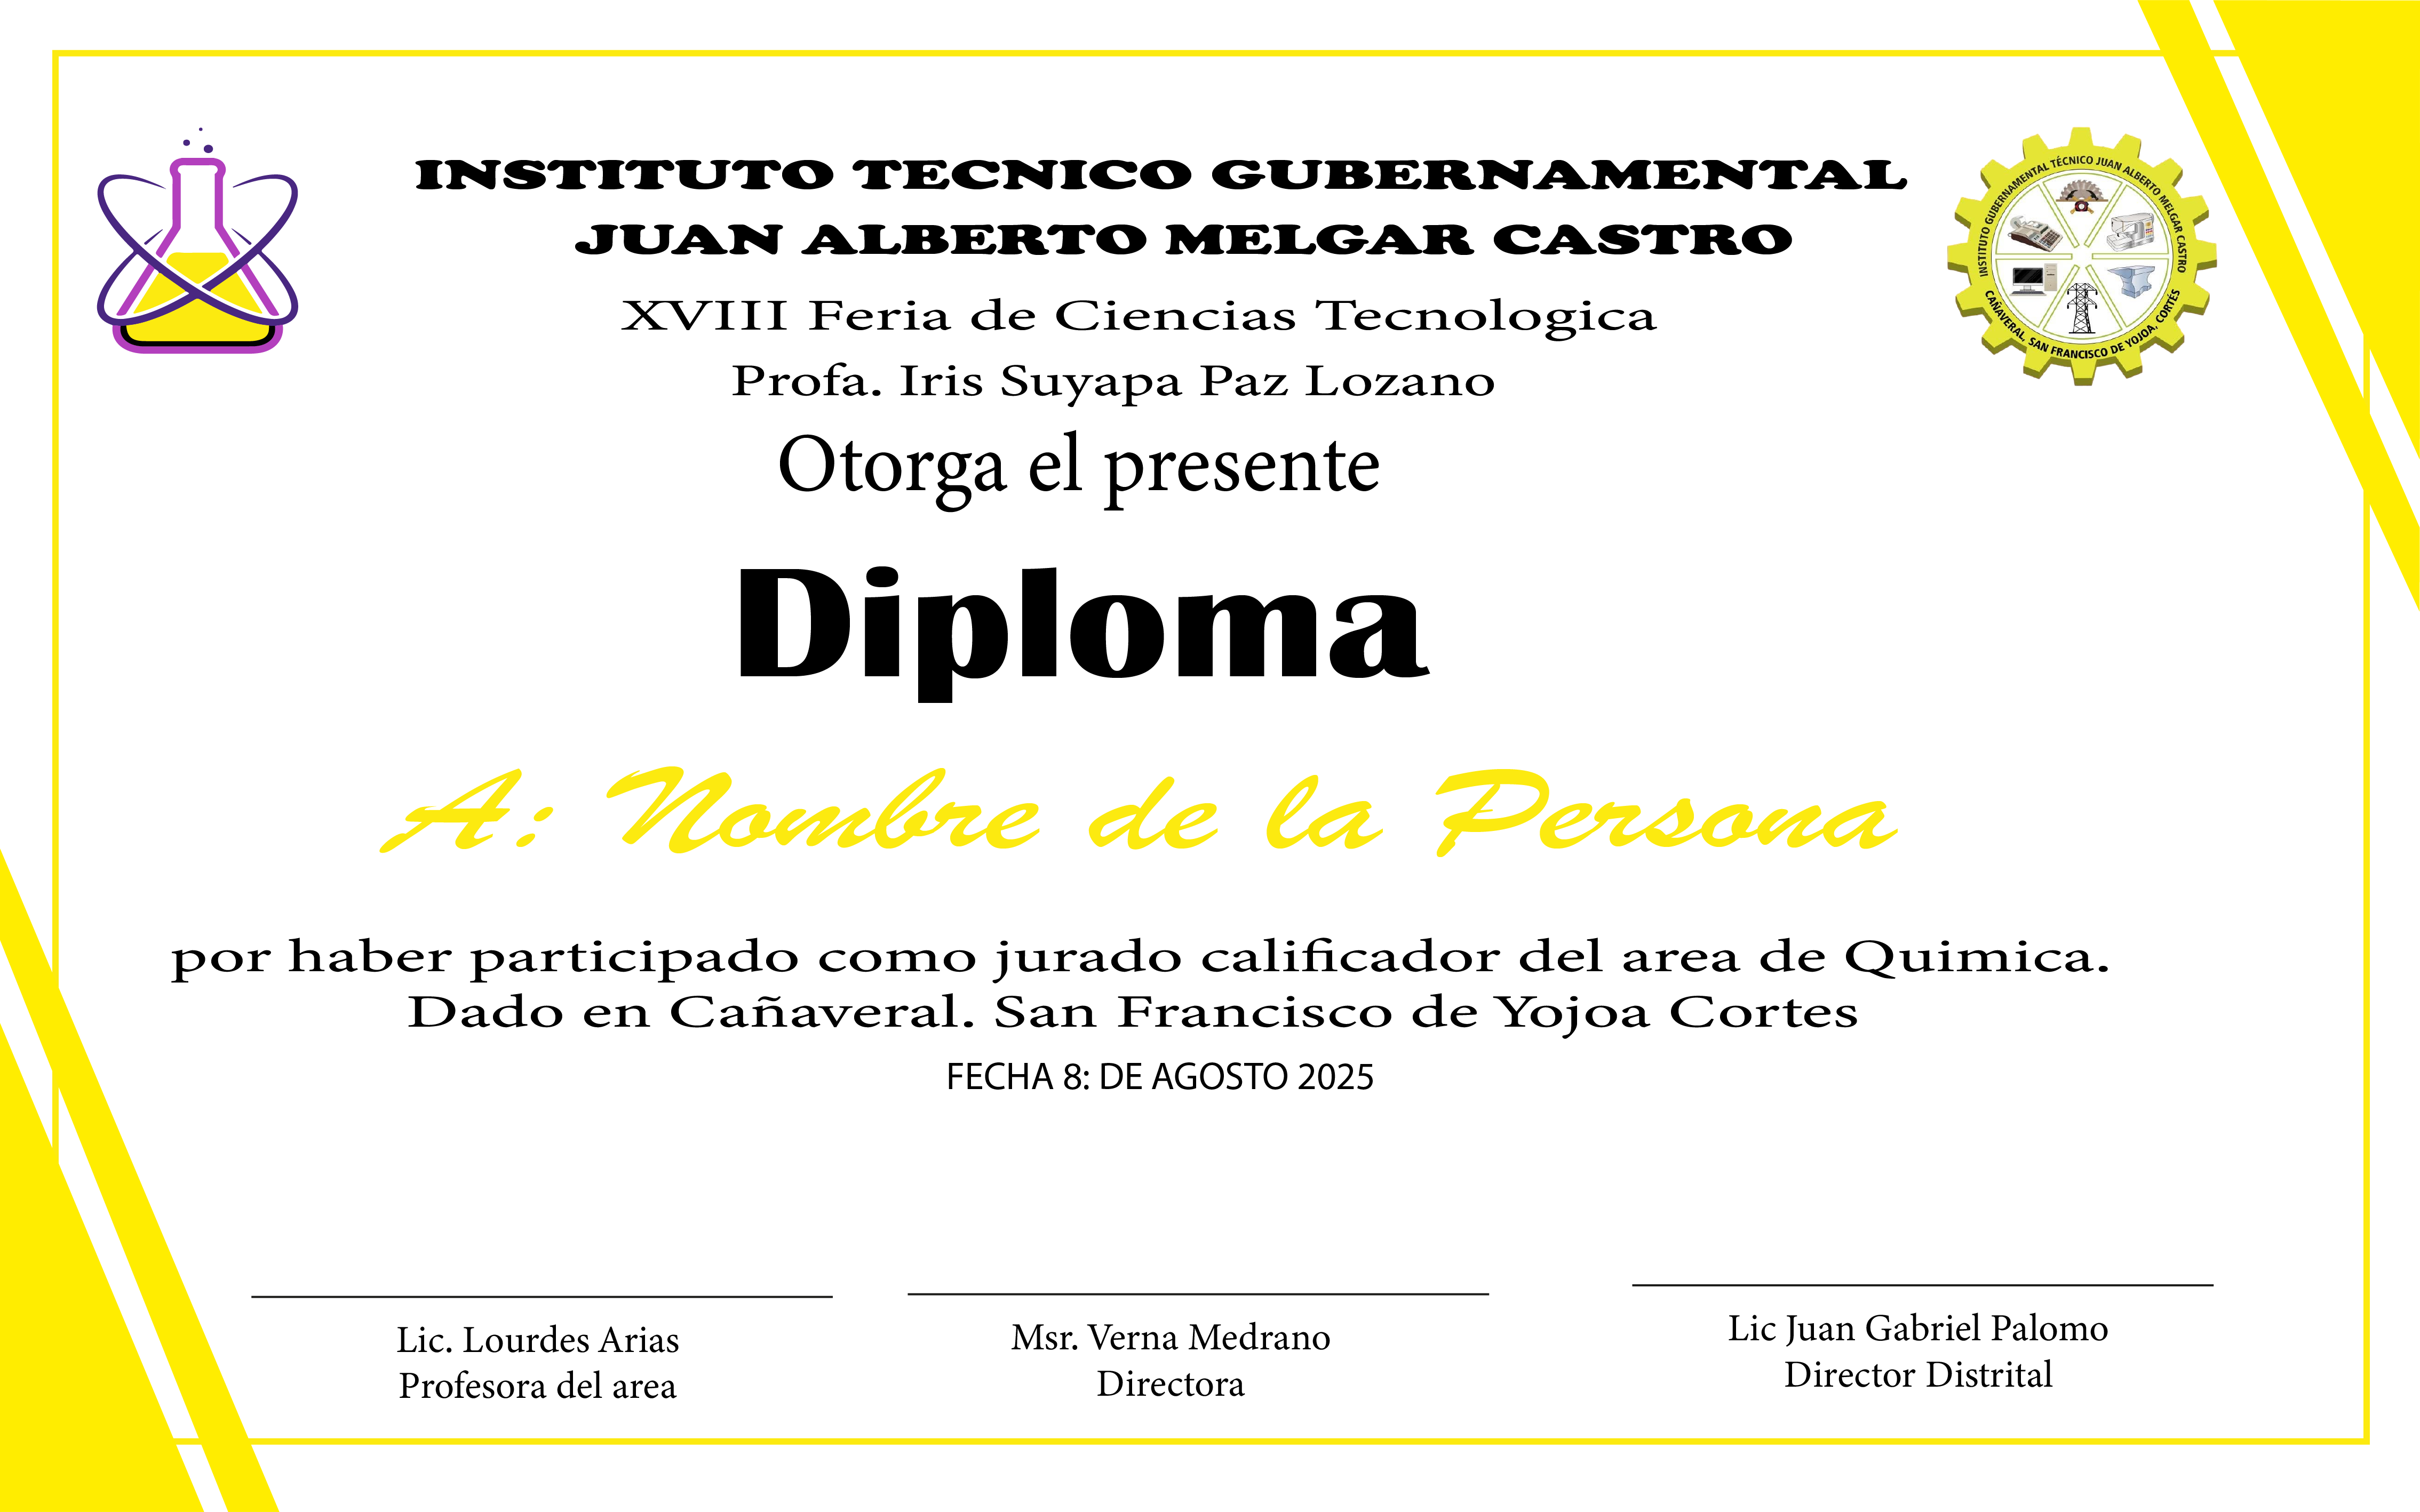 INSTITUTO TECNICO GUBERNAMENTAL
JUAN ALBERTO MELGAR CASTRO
XVIII Feria de Ciencias Tecnologica
Profa. Iris Suyapa Paz Lozano
Otorga el presente
Diploma
A: Nombre de la Persona
por haber participado como jurado calificador del area de Quimica.
Dado en Cañaveral. San Francisco de Yojoa Cortes
FECHA 8: DE AGOSTO 2025
Lic. Lourdes Arias
Profesora del area
Msr. Verna Medrano
Directora
Lic Juan Gabriel Palomo
Director Distrital
INSTITUTO GUBERNAMENTAL TÉCNICO JUAN ALBERTO MELGAR CASTRO
CAÑAVERAL, SAN FRANCISCO DE YOJOA, CORTÉS